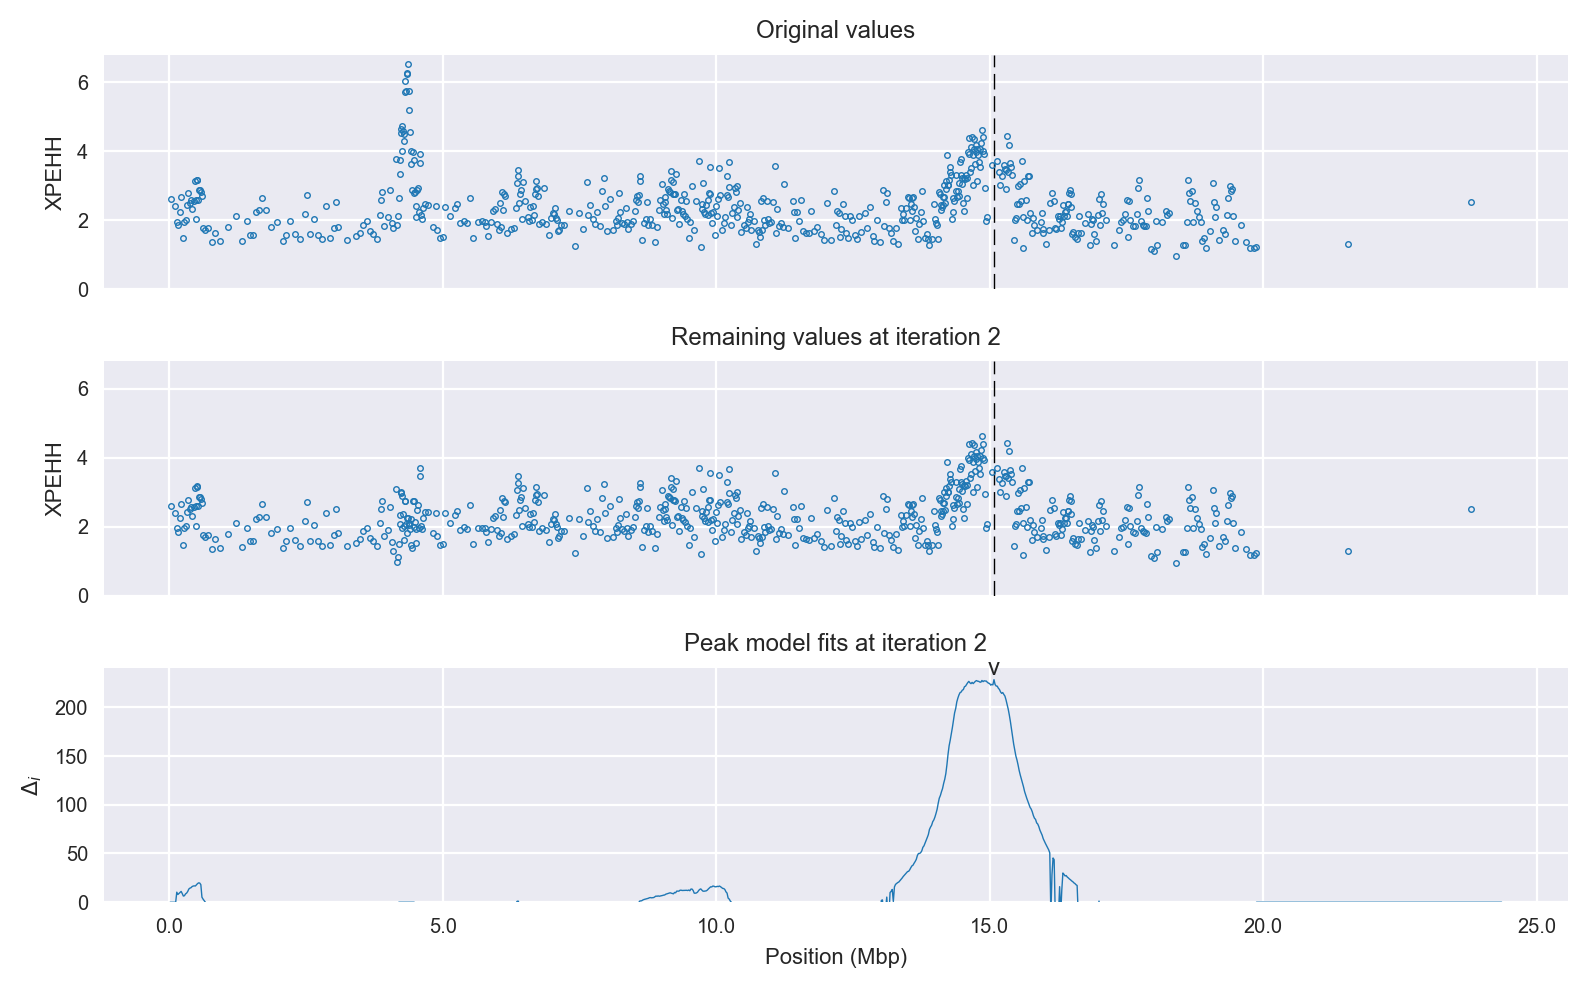 Original values
6
4
2
0
XPEHH
Remaining values at iteration 2
6
4
2
0
XPEHH
Peak model fits at iteration 2
v
200
150
100
50
0
Δi
0.0 5.0 10.0 15.0 20.0 25.0
Position (Mbp)